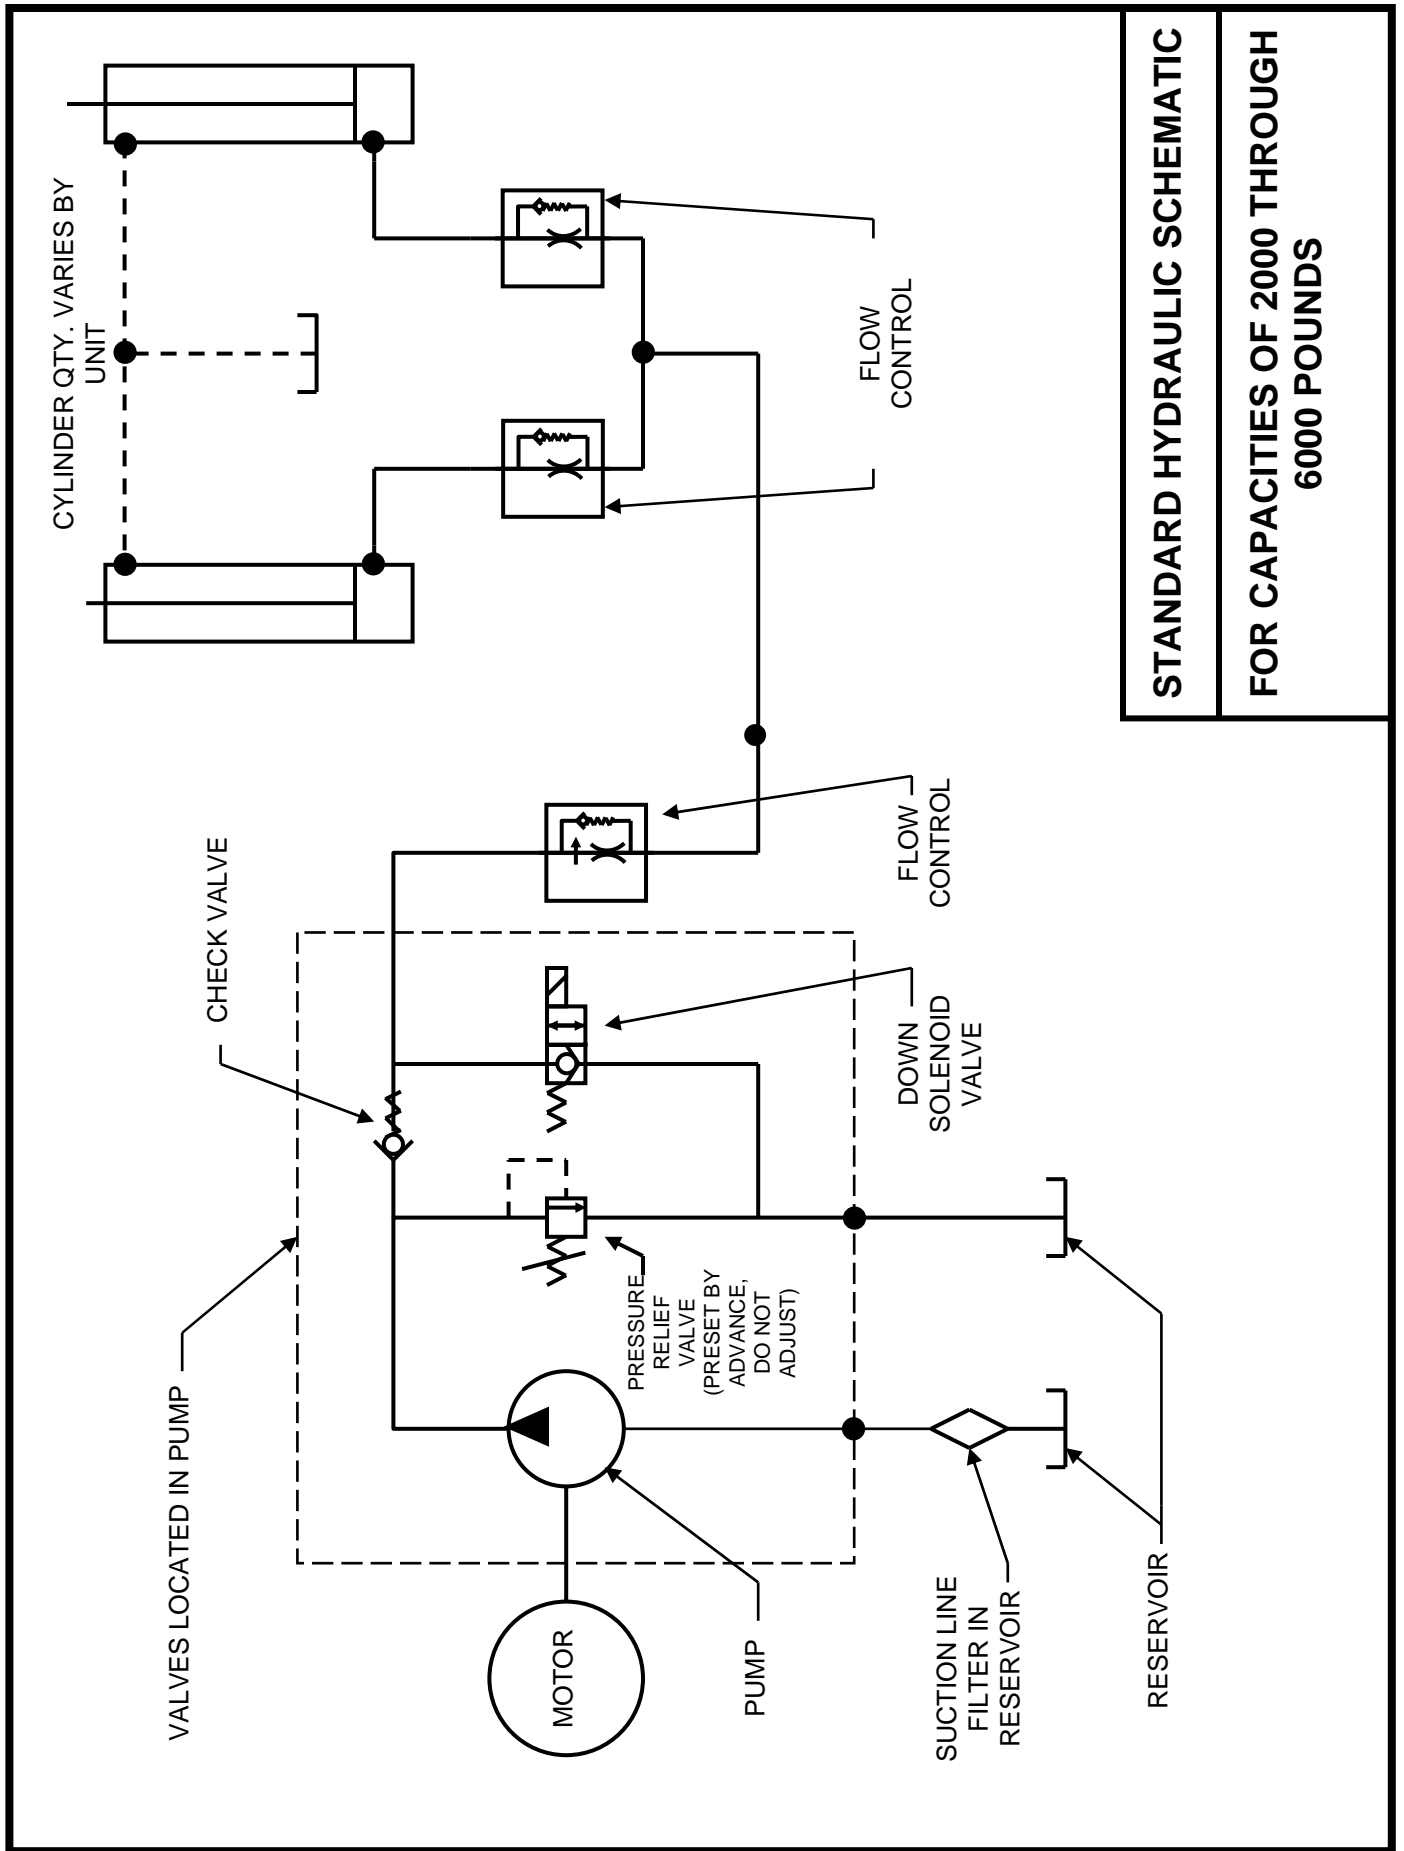 VALVES LOCATED IN PUMP
CHECK VALVE
CYLINDER QTY. VARIES BY
UNIT
MOTOR
PUMP
PRESSURE
RELIEF
VALVE
(PRESET BY
ADVANCE,
DO NOT
ADJUST)
DOWN
SOLENOID
VALVE
FLOW
CONTROL
FLOW
CONTROL
SUCTION LINE
FILTER IN
RESERVOIR
RESERVOIR
STANDARD HYDRAULIC SCHEMATIC
FOR CAPACITIES OF 2000 THROUGH
6000 POUNDS